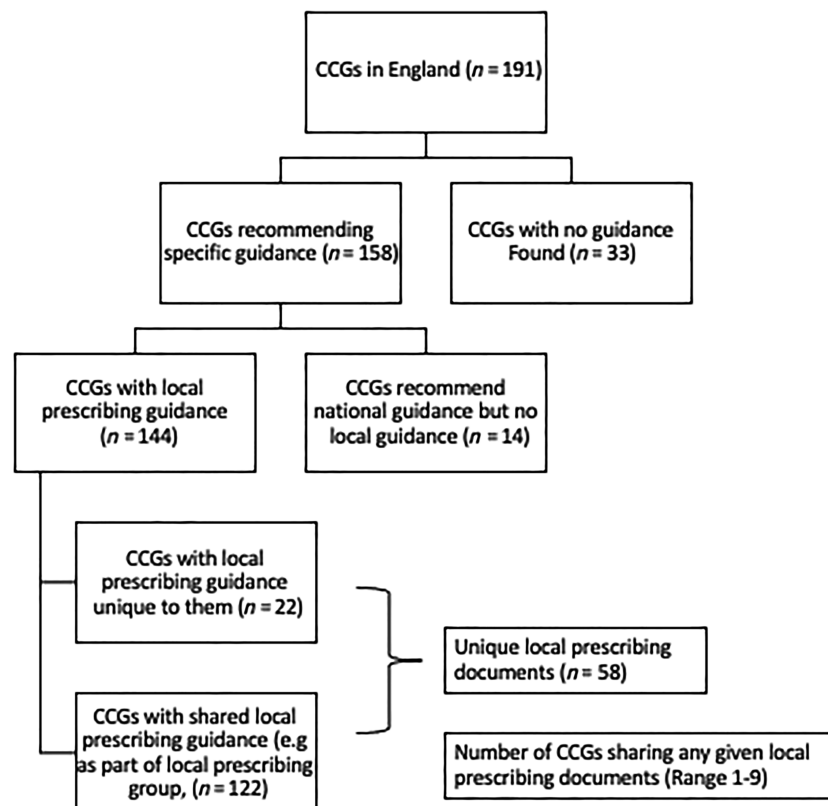 CCGs in England (n = 191)
CCGs recommending
specific guidance (n = 158)
CCGs with no guidance
Found (n = 33)
CCGs with local
prescribing guidance
(n = 144)
CCGs recommend
national guidance but no
local guidance (n = 14)
CCGs with local
prescribing guidance
unique to them (n = 22)
Unique local prescribing
documents (n = 58)
CCGs with shared local
prescribing guidance (e.g
as part of local prescribing
group, (n = 122)
Number of CCGs sharing any given local
prescribing documents (Range 1-9)